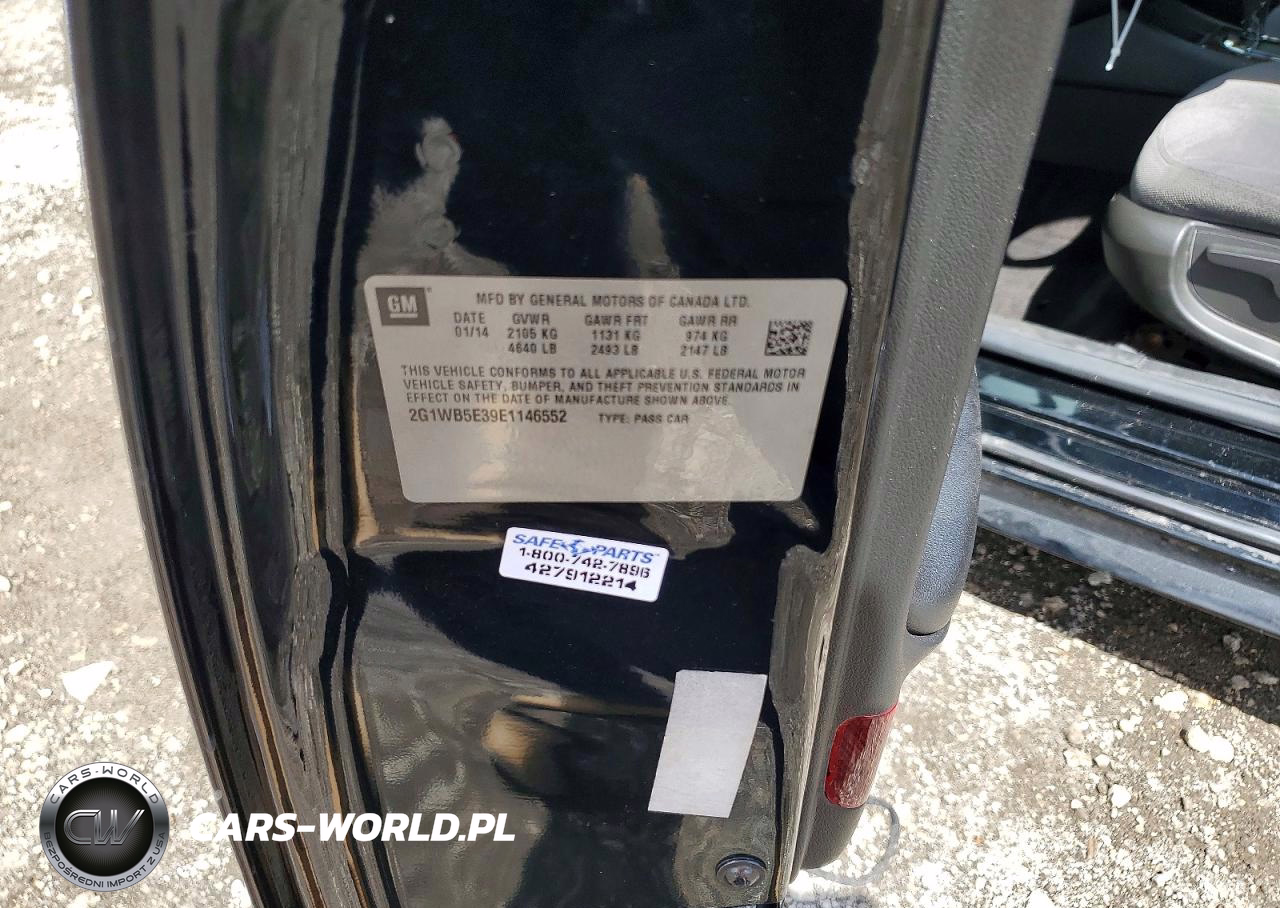 GM
MFD BY GENERAL MOTORS OF CANADA LTD.
DATE GVWR GAWR FRT GAWR RR
01/14 2105 KG 1131 KG 974 KG
4640 LB 2493 LB 2147 LB
THIS VEHICLE CONFORMS TO ALL APPLICABLE U.S. FEDERAL MOTOR
VEHICLE SAFETY, BUMPER, AND THEFT PREVENTION STANDARDS IN
EFFECT ON THE DATE OF MANUFACTURE SHOWN ABOVE.
2G1WB5E39E1146552 TYPE: PASS CAR
SAFE PARTS
1-800-742-7896
427912214
CARS-WORLD
CW
BEZPOŚREDNI IMPORT Z USA
CARS-WORLD.PL